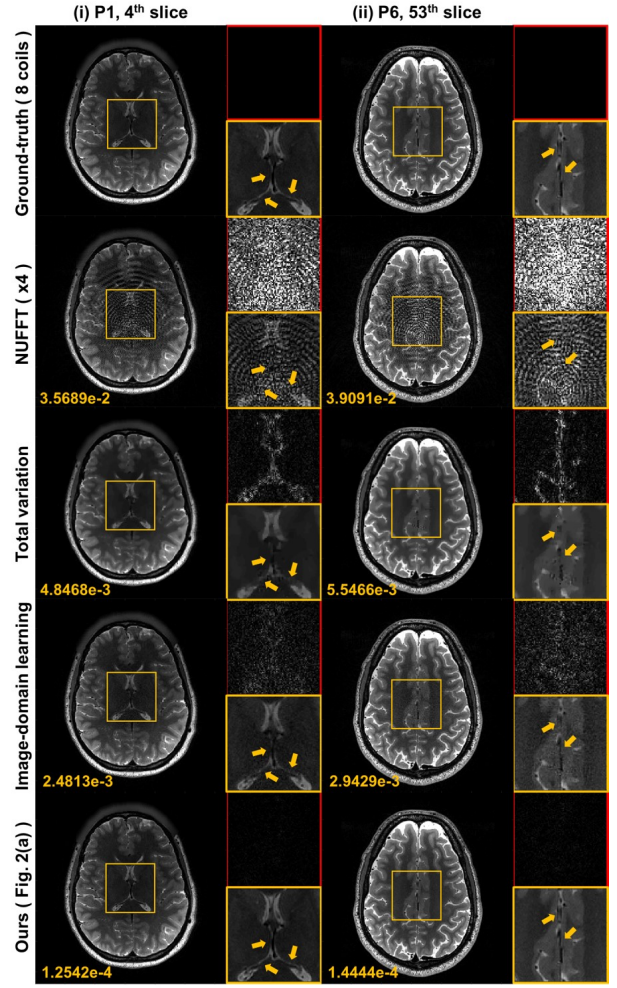 (i) P1, 4th slice
(ii) P6, 53th slice
Ground-truth ( 8 coils)
NUFFT ( x4)
3.5689e-2
3.9091e-2
Total variation
4.8468e-3
5.5466e-3
Image-domain learning
2.4813e-3
2.9429e-3
Ours ( Fig. 2(a))
1.2542e-4
1.4444e-4